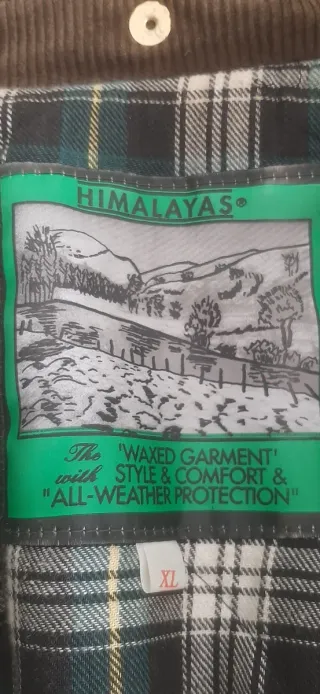 HIMALAYAS®
The 'WAXED GARMENT'
with STYLE & COMFORT &
"ALL-WEATHER PROTECTION"
XL